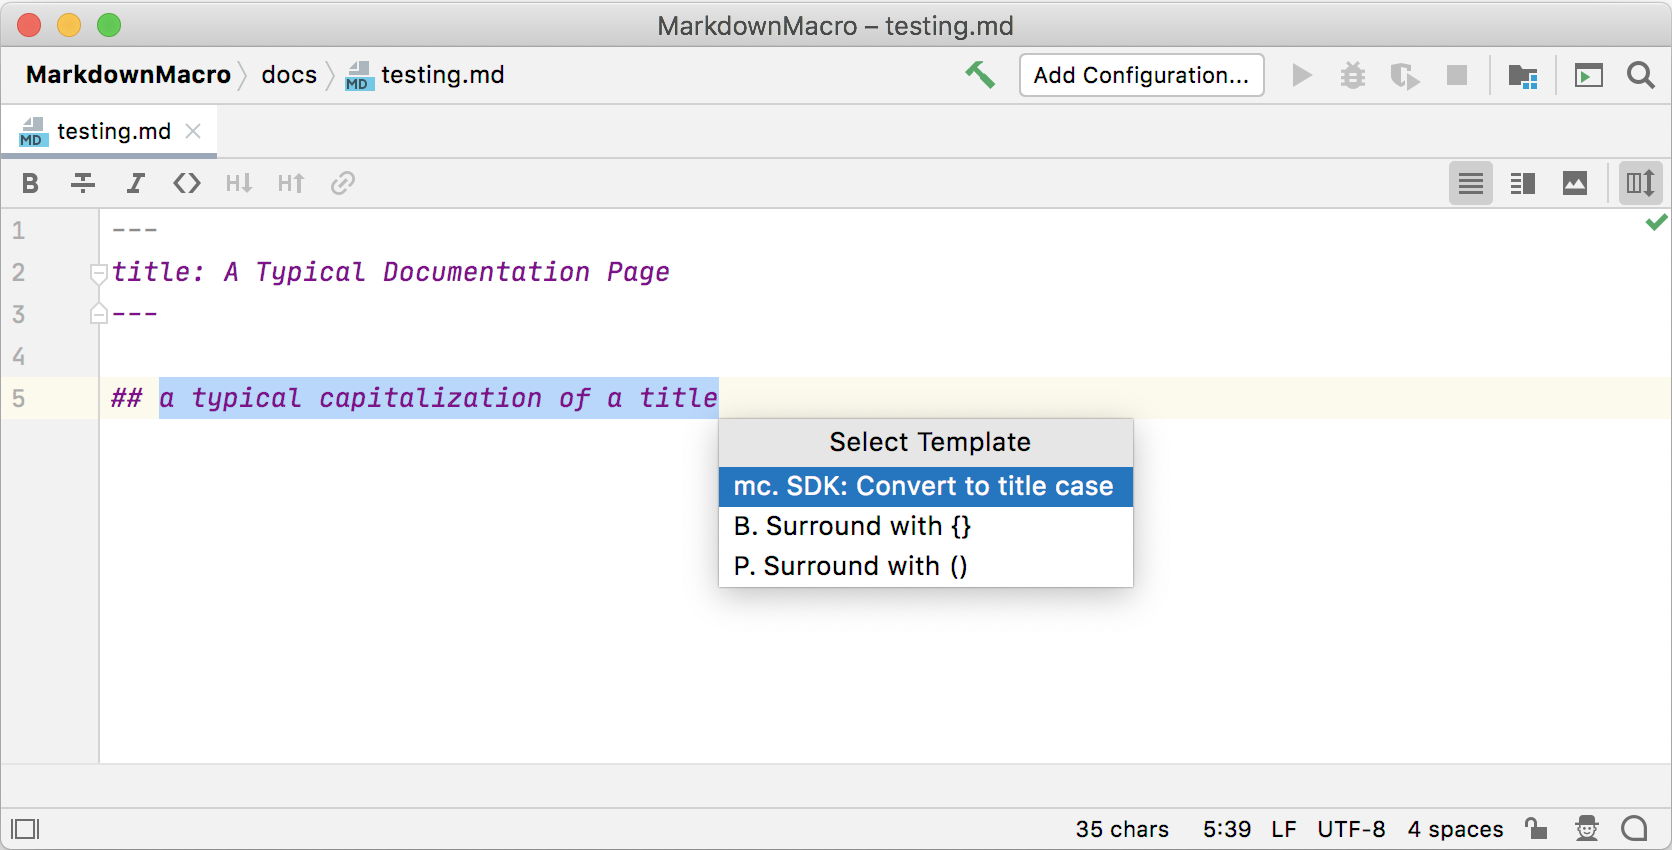 MarkdownMacro – testing.md
MarkdownMacro docs MD testing.md Add Configuration...
MD testing.md
B I H H
1 ---
2 title: A Typical Documentation Page
3 ---
4
5 ## a typical capitalization of a title
Select Template
mc. SDK: Convert to title case
B. Surround with {}
P. Surround with ()
35 chars 5:39 LF UTF-8 4 spaces